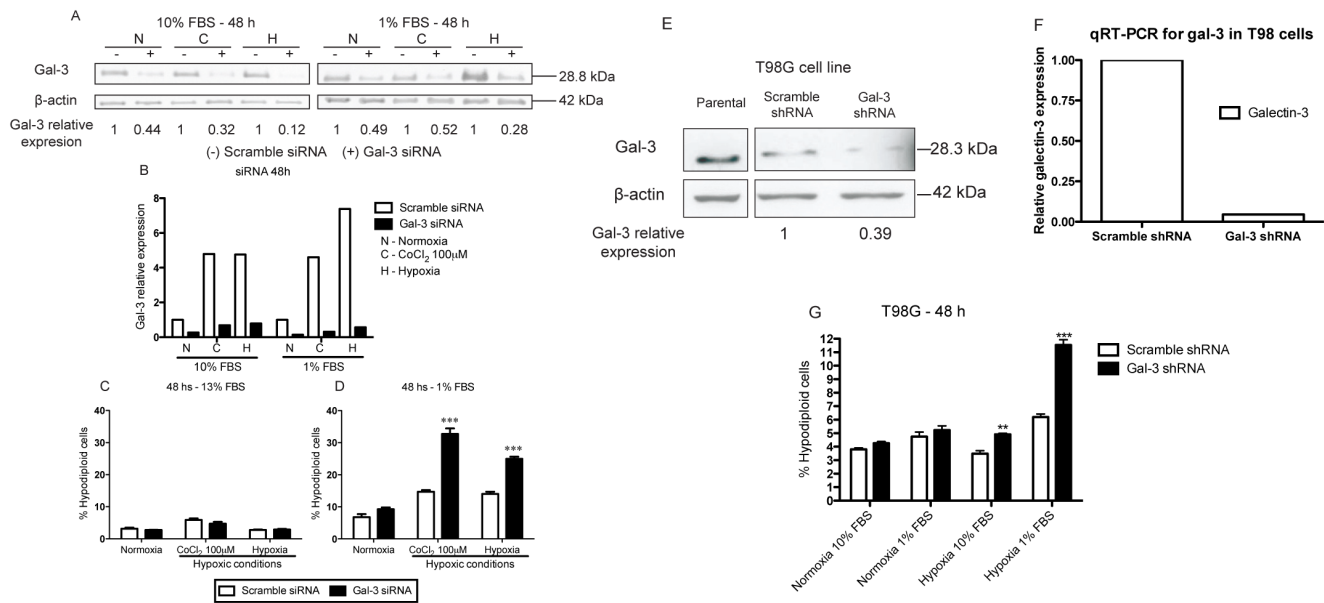 A
10% FBS - 48 h
1% FBS - 48 h
N C H N C H
- + - + - + - + - + - +
Gal-3
28.8 kDa
β-actin
42 kDa
Gal-3 relative
expresion
1 0.44 1 0.32 1 0.12 1 0.49 1 0.52 1 0.28
(-) Scramble siRNA (+) Gal-3 siRNA
B
siRNA 48h
Gal-3 relative expression
8
6
4
2
0
N C H N C H
10% FBS 1% FBS
Scramble siRNA
Gal-3 siRNA
N - Normoxia
C - CoCl₂ 100µM
H - Hypoxia
C
48 hs - 13% FBS
% Hypodiploid cells
40
30
20
10
0
Normoxia CoCl₂ 100µM Hypoxia
Hypoxic conditions
D
48 hs - 1% FBS
% Hypodiploid cells
40
30
20
10
0
*** ***
Normoxia CoCl₂ 100µM Hypoxia
Hypoxic conditions
Scramble siRNA Gal-3 siRNA
E
T98G cell line
Parental
Scramble
shRNA
Gal-3
shRNA
Gal-3
28.3 kDa
β-actin
42 kDa
Gal-3 relative
expression
1 0.39
F
qRT-PCR for gal-3 in T98 cells
Relative galectin-3 expression
1.00
0.75
0.50
0.25
0.00
Galectin-3
Scramble shRNA Gal-3 shRNA
G
T98G - 48 h
% Hypodiploid cells
12
11
10
9
8
7
6
5
4
3
2
1
0
**
***
Scramble shRNA
Gal-3 shRNA
Normoxia 10% FBS
Normoxia 1% FBS
Hypoxia 10% FBS
Hypoxia 1% FBS